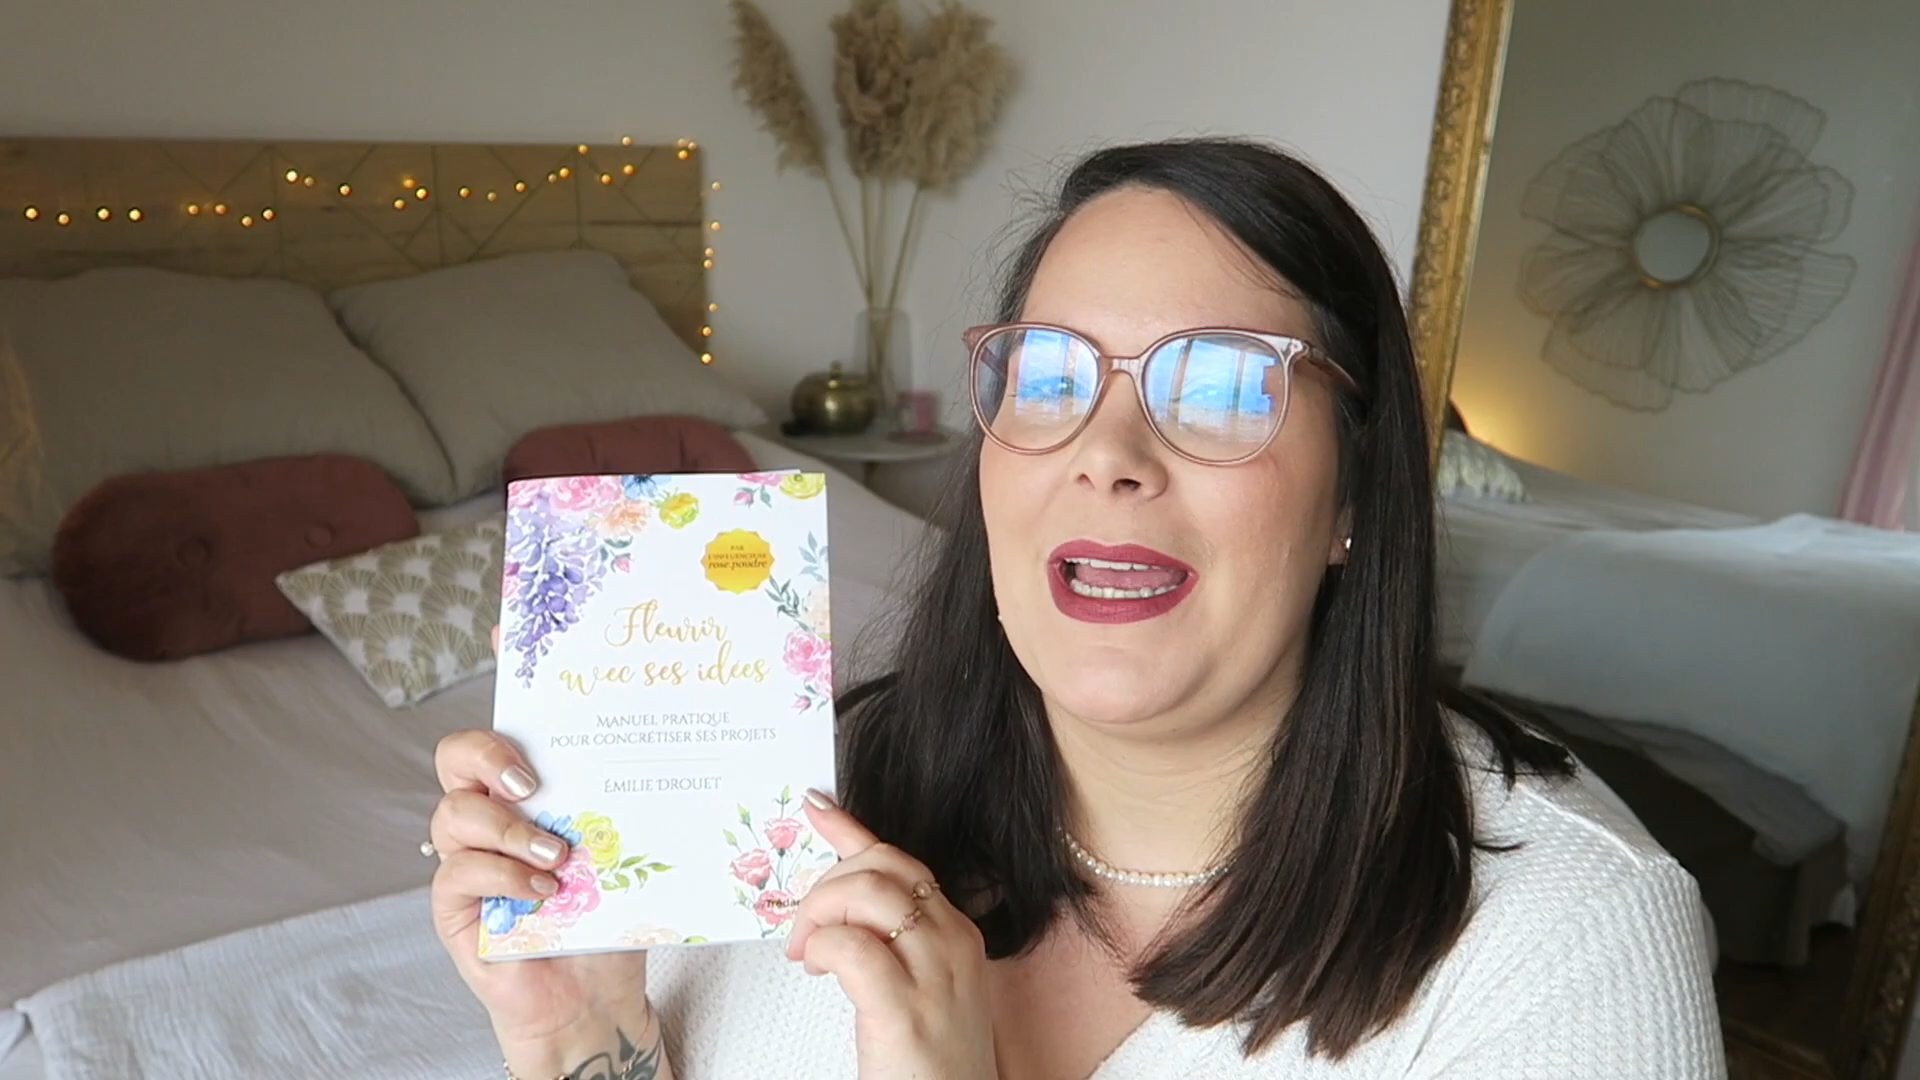 PAR
L'INFLUENCEUSE
rose.poudre
Fleurir
avec ses idées
MANUEL PRATIQUE
POUR CONCRÉTISER SES PROJETS
ÉMILIE DROUET